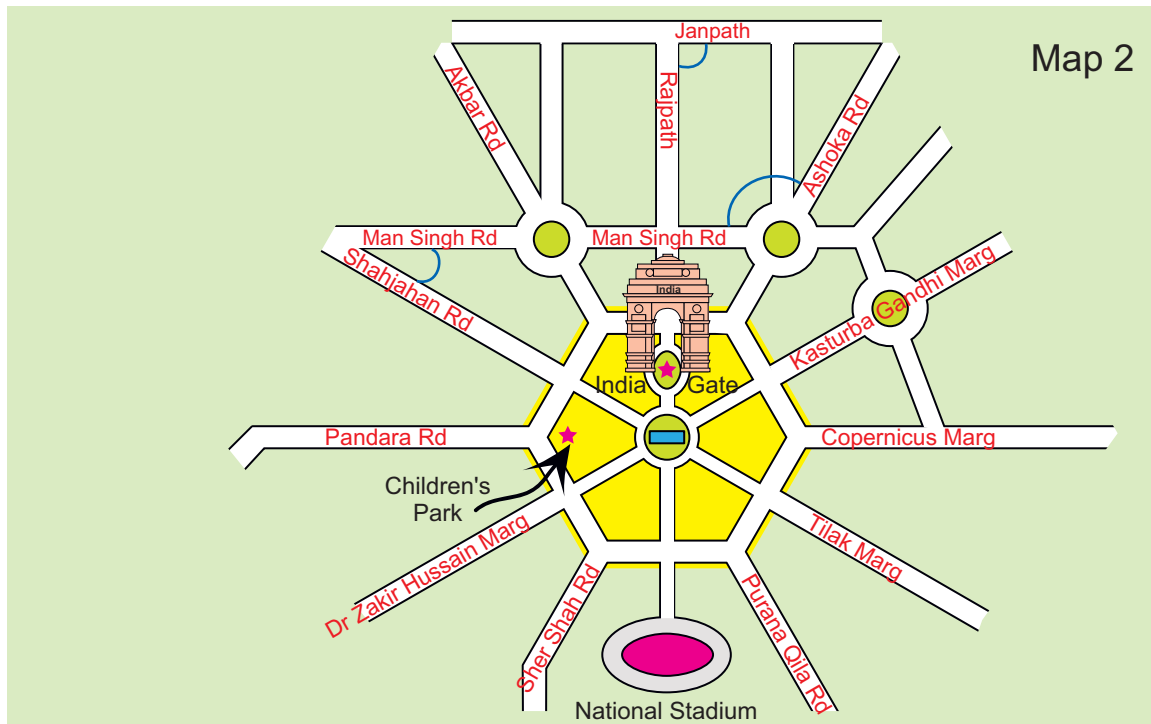 Janpath
Map 2
Akbar Rd
Rajpath
Ashoka Rd
Man Singh Rd
Man Singh Rd
Shahjahan Rd
India
Kasturba Gandhi Marg
India Gate
Pandara Rd
Copernicus Marg
Children's
Park
Dr Zakir Hussain Marg
Tilak Marg
Sher Shah Rd
Purana Qila Rd
National Stadium